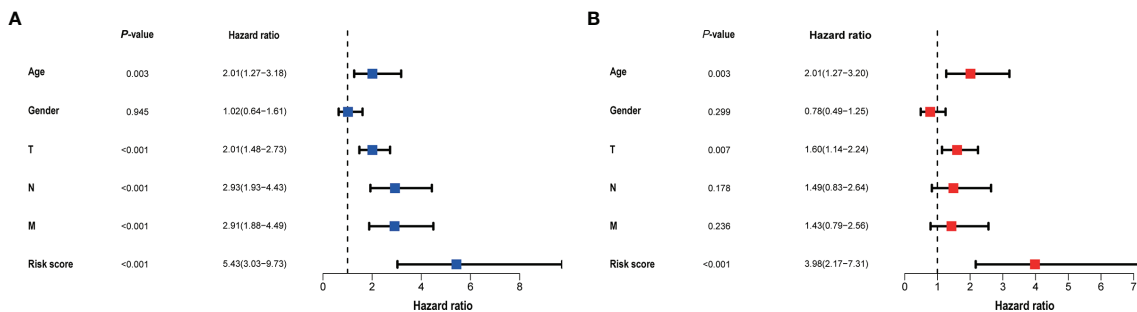 A
P-value Hazard ratio
Age 0.003 2.01(1.27−3.18)
Gender 0.945 1.02(0.64−1.61)
T <0.001 2.01(1.48−2.73)
N <0.001 2.93(1.93−4.43)
M <0.001 2.91(1.88−4.49)
Risk score <0.001 5.43(3.03−9.73)
0 2 4 6 8
Hazard ratio
B
P-value Hazard ratio
Age 0.003 2.01(1.27−3.20)
Gender 0.299 0.78(0.49−1.25)
T 0.007 1.60(1.14−2.24)
N 0.178 1.49(0.83−2.64)
M 0.236 1.43(0.79−2.56)
Risk score <0.001 3.98(2.17−7.31)
0 1 2 3 4 5 6 7
Hazard ratio